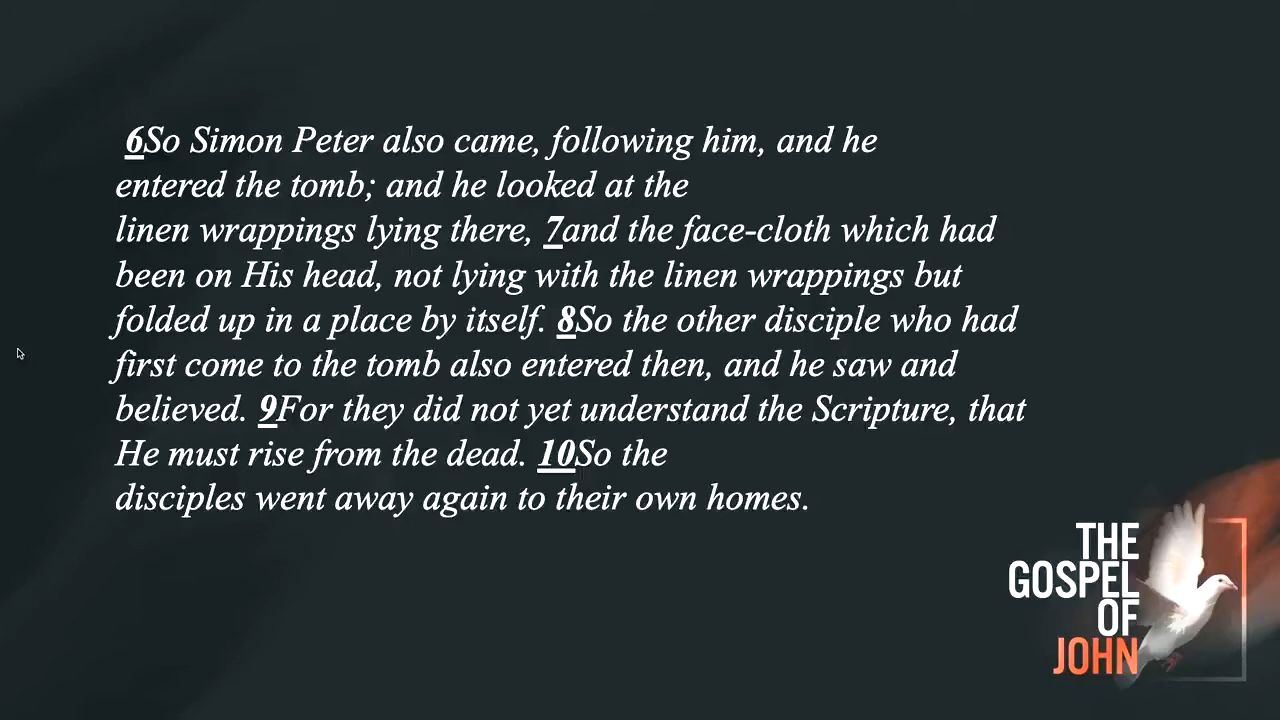 6So Simon Peter also came, following him, and he
entered the tomb; and he looked at the
linen wrappings lying there, 7and the face-cloth which had
been on His head, not lying with the linen wrappings but
folded up in a place by itself. 8So the other disciple who had
first come to the tomb also entered then, and he saw and
believed. 9For they did not yet understand the Scripture, that
He must rise from the dead. 10So the
disciples went away again to their own homes.
THE
GOSPEL
OF
JOHN